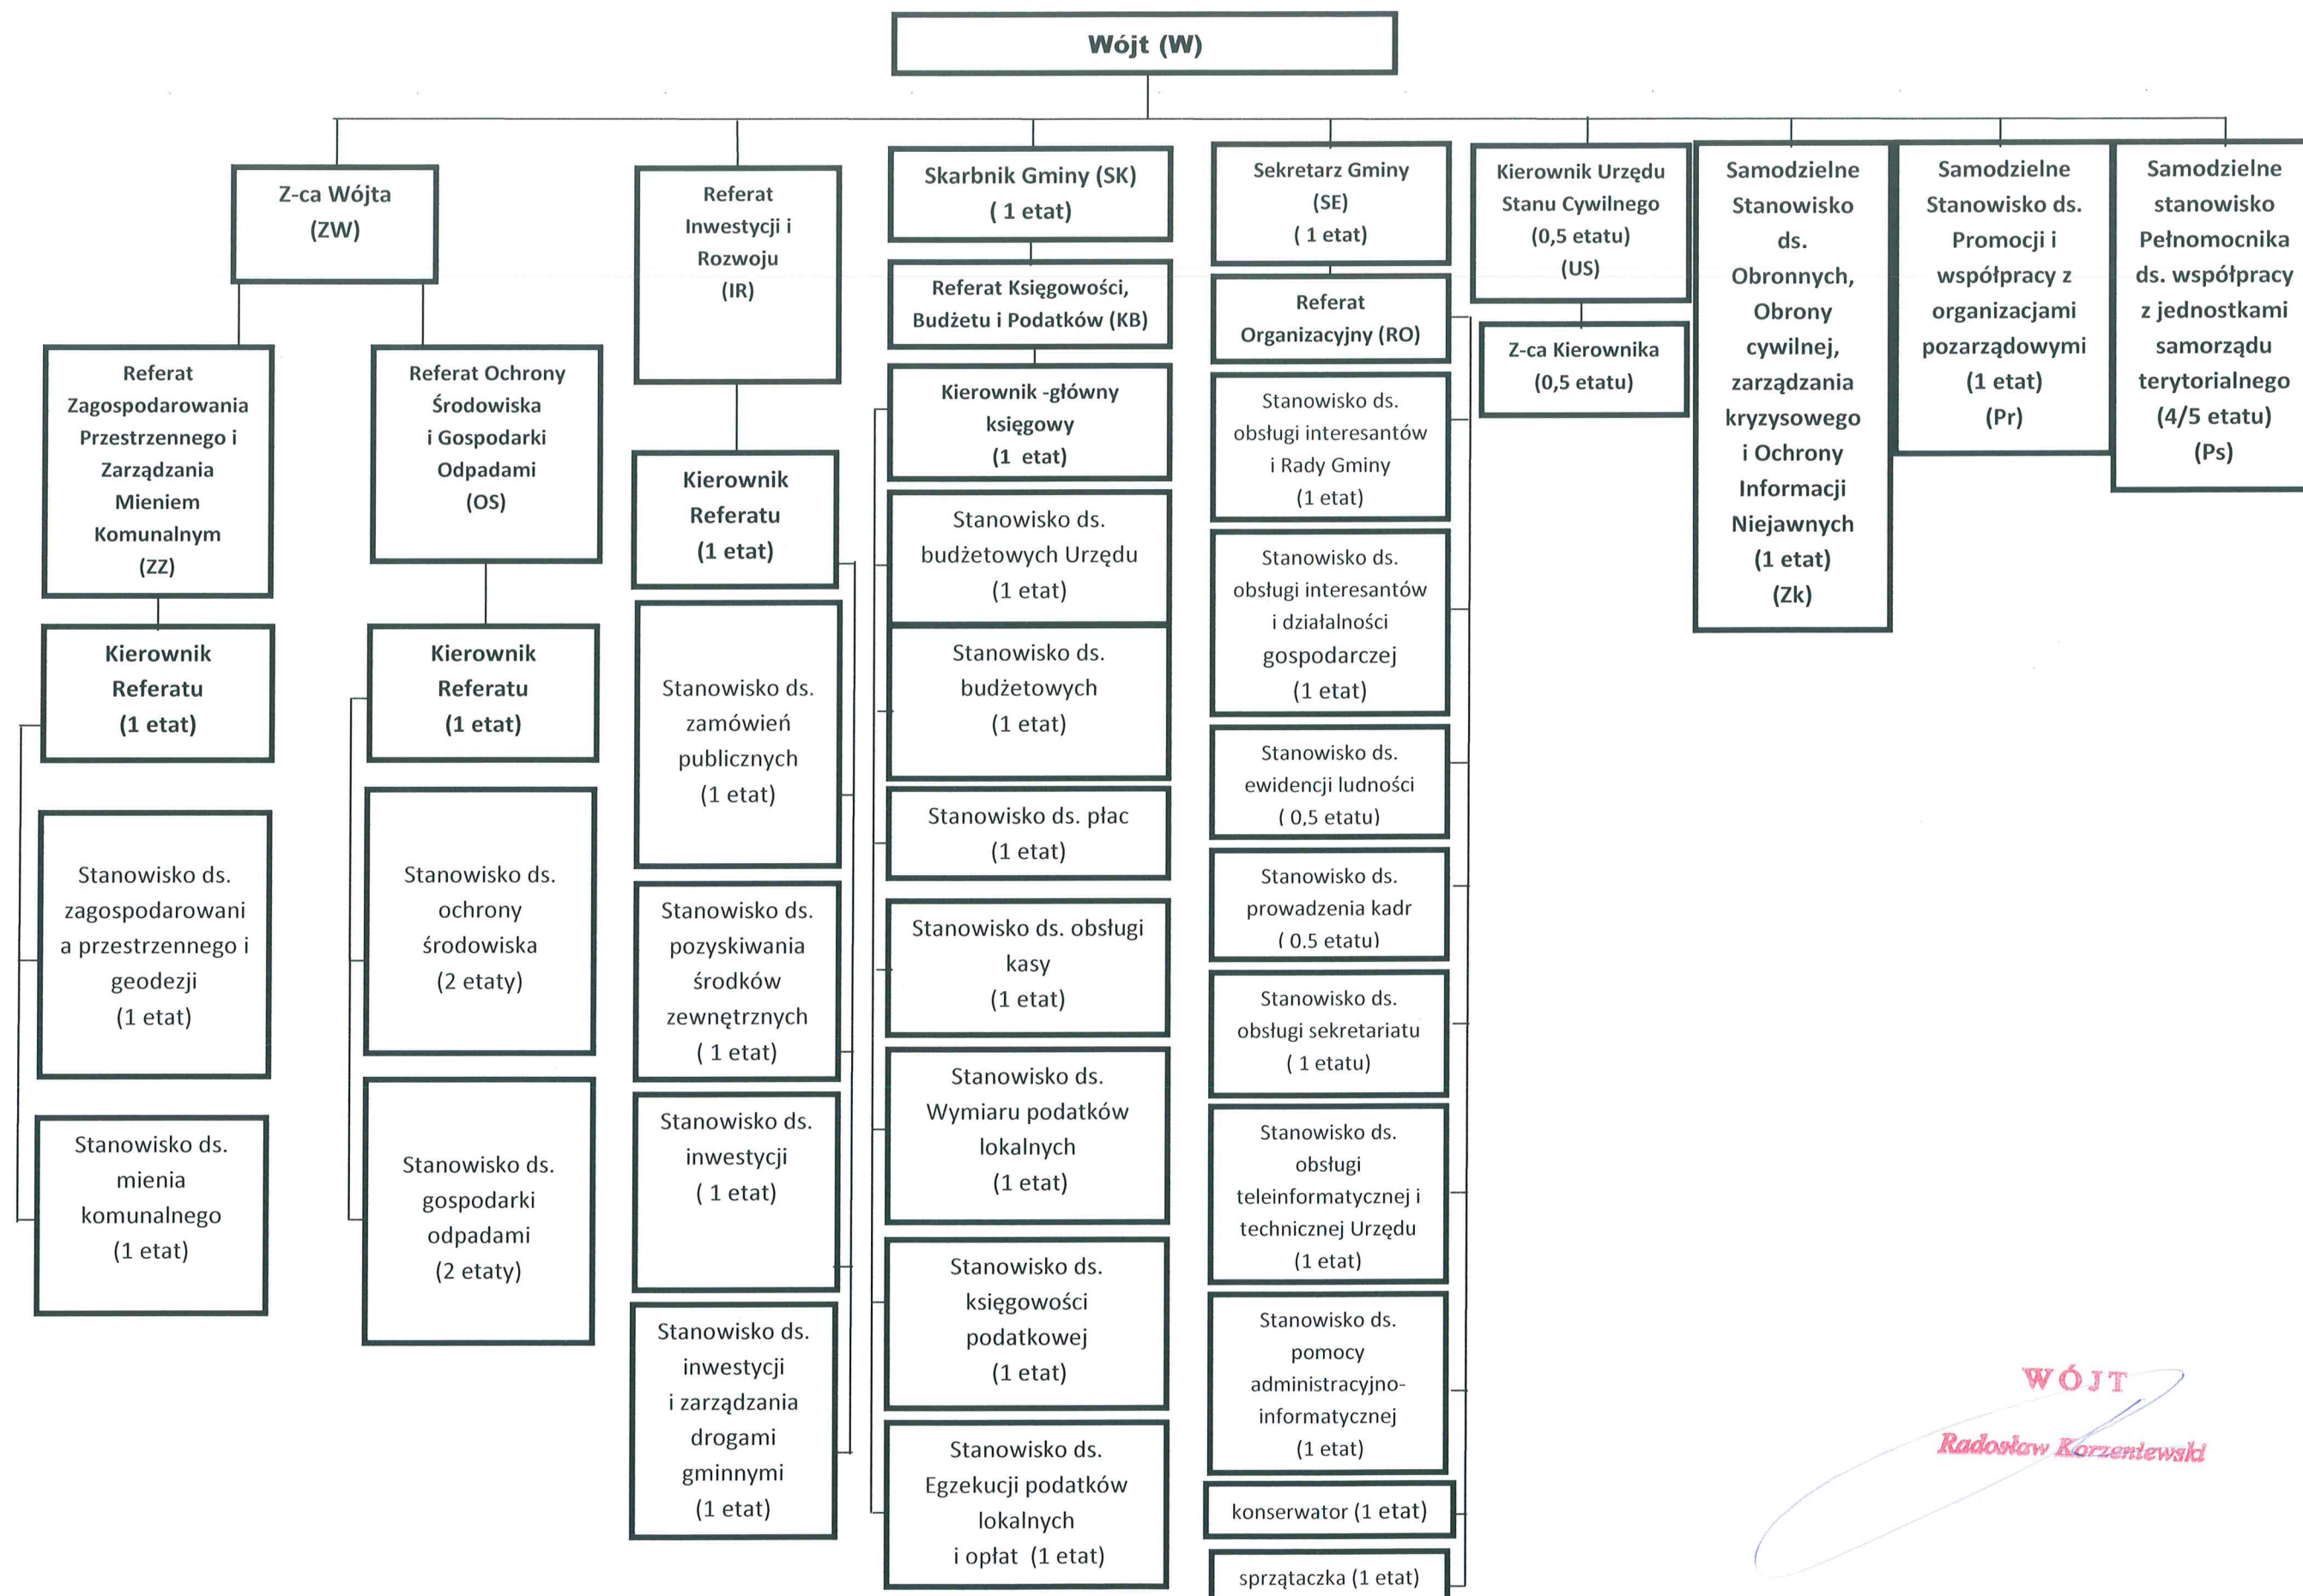 Wójt (W)
Z-ca Wójta
(ZW)
Referat
Zagospodarowania
Przestrzennego i
Zarządzania
Mieniem
Komunalnym
(ZZ)
Kierownik
Referatu
(1 etat)
Stanowisko ds.
zagospodarowani
a przestrzennego i
geodezji
(1 etat)
Stanowisko ds.
mienia
komunalnego
(1 etat)
Referat Ochrony
Środowiska
i Gospodarki
Odpadami
(OS)
Kierownik
Referatu
(1 etat)
Stanowisko ds.
ochrony
środowiska
(2 etaty)
Stanowisko ds.
gospodarki
odpadami
(2 etaty)
Referat
Inwestycji i
Rozwoju
(IR)
Kierownik
Referatu
(1 etat)
Stanowisko ds.
zamówień
publicznych
(1 etat)
Stanowisko ds.
pozyskiwania
środków
zewnętrznych
( 1 etat)
Stanowisko ds.
inwestycji
( 1 etat)
Stanowisko ds.
inwestycji
i zarządzania
drogami
gminnymi
(1 etat)
Skarbnik Gminy (SK)
( 1 etat)
Referat Księgowości,
Budżetu i Podatków (KB)
Kierownik -główny
księgowy
(1 etat)
Stanowisko ds.
budżetowych Urzędu
(1 etat)
Stanowisko ds.
budżetowych
(1 etat)
Stanowisko ds. płac
(1 etat)
Stanowisko ds. obsługi
kasy
(1 etat)
Stanowisko ds.
Wymiaru podatków
lokalnych
(1 etat)
Stanowisko ds.
księgowości
podatkowej
(1 etat)
Stanowisko ds.
Egzekucji podatków
lokalnych
i opłat (1 etat)
Sekretarz Gminy
(SE)
( 1 etat)
Referat
Organizacyjny (RO)
Stanowisko ds.
obsługi interesantów
i Rady Gminy
(1 etat)
Stanowisko ds.
obsługi interesantów
i działalności
gospodarczej
(1 etat)
Stanowisko ds.
ewidencji ludności
( 0,5 etatu)
Stanowisko ds.
prowadzenia kadr
( 0.5 etatu)
Stanowisko ds.
obsługi sekretariatu
( 1 etatu)
Stanowisko ds.
obsługi
teleinformatycznej i
technicznej Urzędu
(1 etat)
Stanowisko ds.
pomocy
administracyjno-
informatycznej
(1 etat)
konserwator (1 etat)
sprzątaczka (1 etat)
Kierownik Urzędu
Stanu Cywilnego
(0,5 etatu)
(US)
Z-ca Kierownika
(0,5 etatu)
Samodzielne
Stanowisko
ds.
Obronnych,
Obrony
cywilnej,
zarządzania
kryzysowego
i Ochrony
Informacji
Niejawnych
(1 etat)
(Zk)
Samodzielne
Stanowisko ds.
Promocji i
współpracy z
organizacjami
pozarządowymi
(1 etat)
(Pr)
Samodzielne
stanowisko
Pełnomocnika
ds. współpracy
z jednostkami
samorządu
terytorialnego
(4/5 etatu)
(Ps)
WÓJT
Radosław Korzeniewski